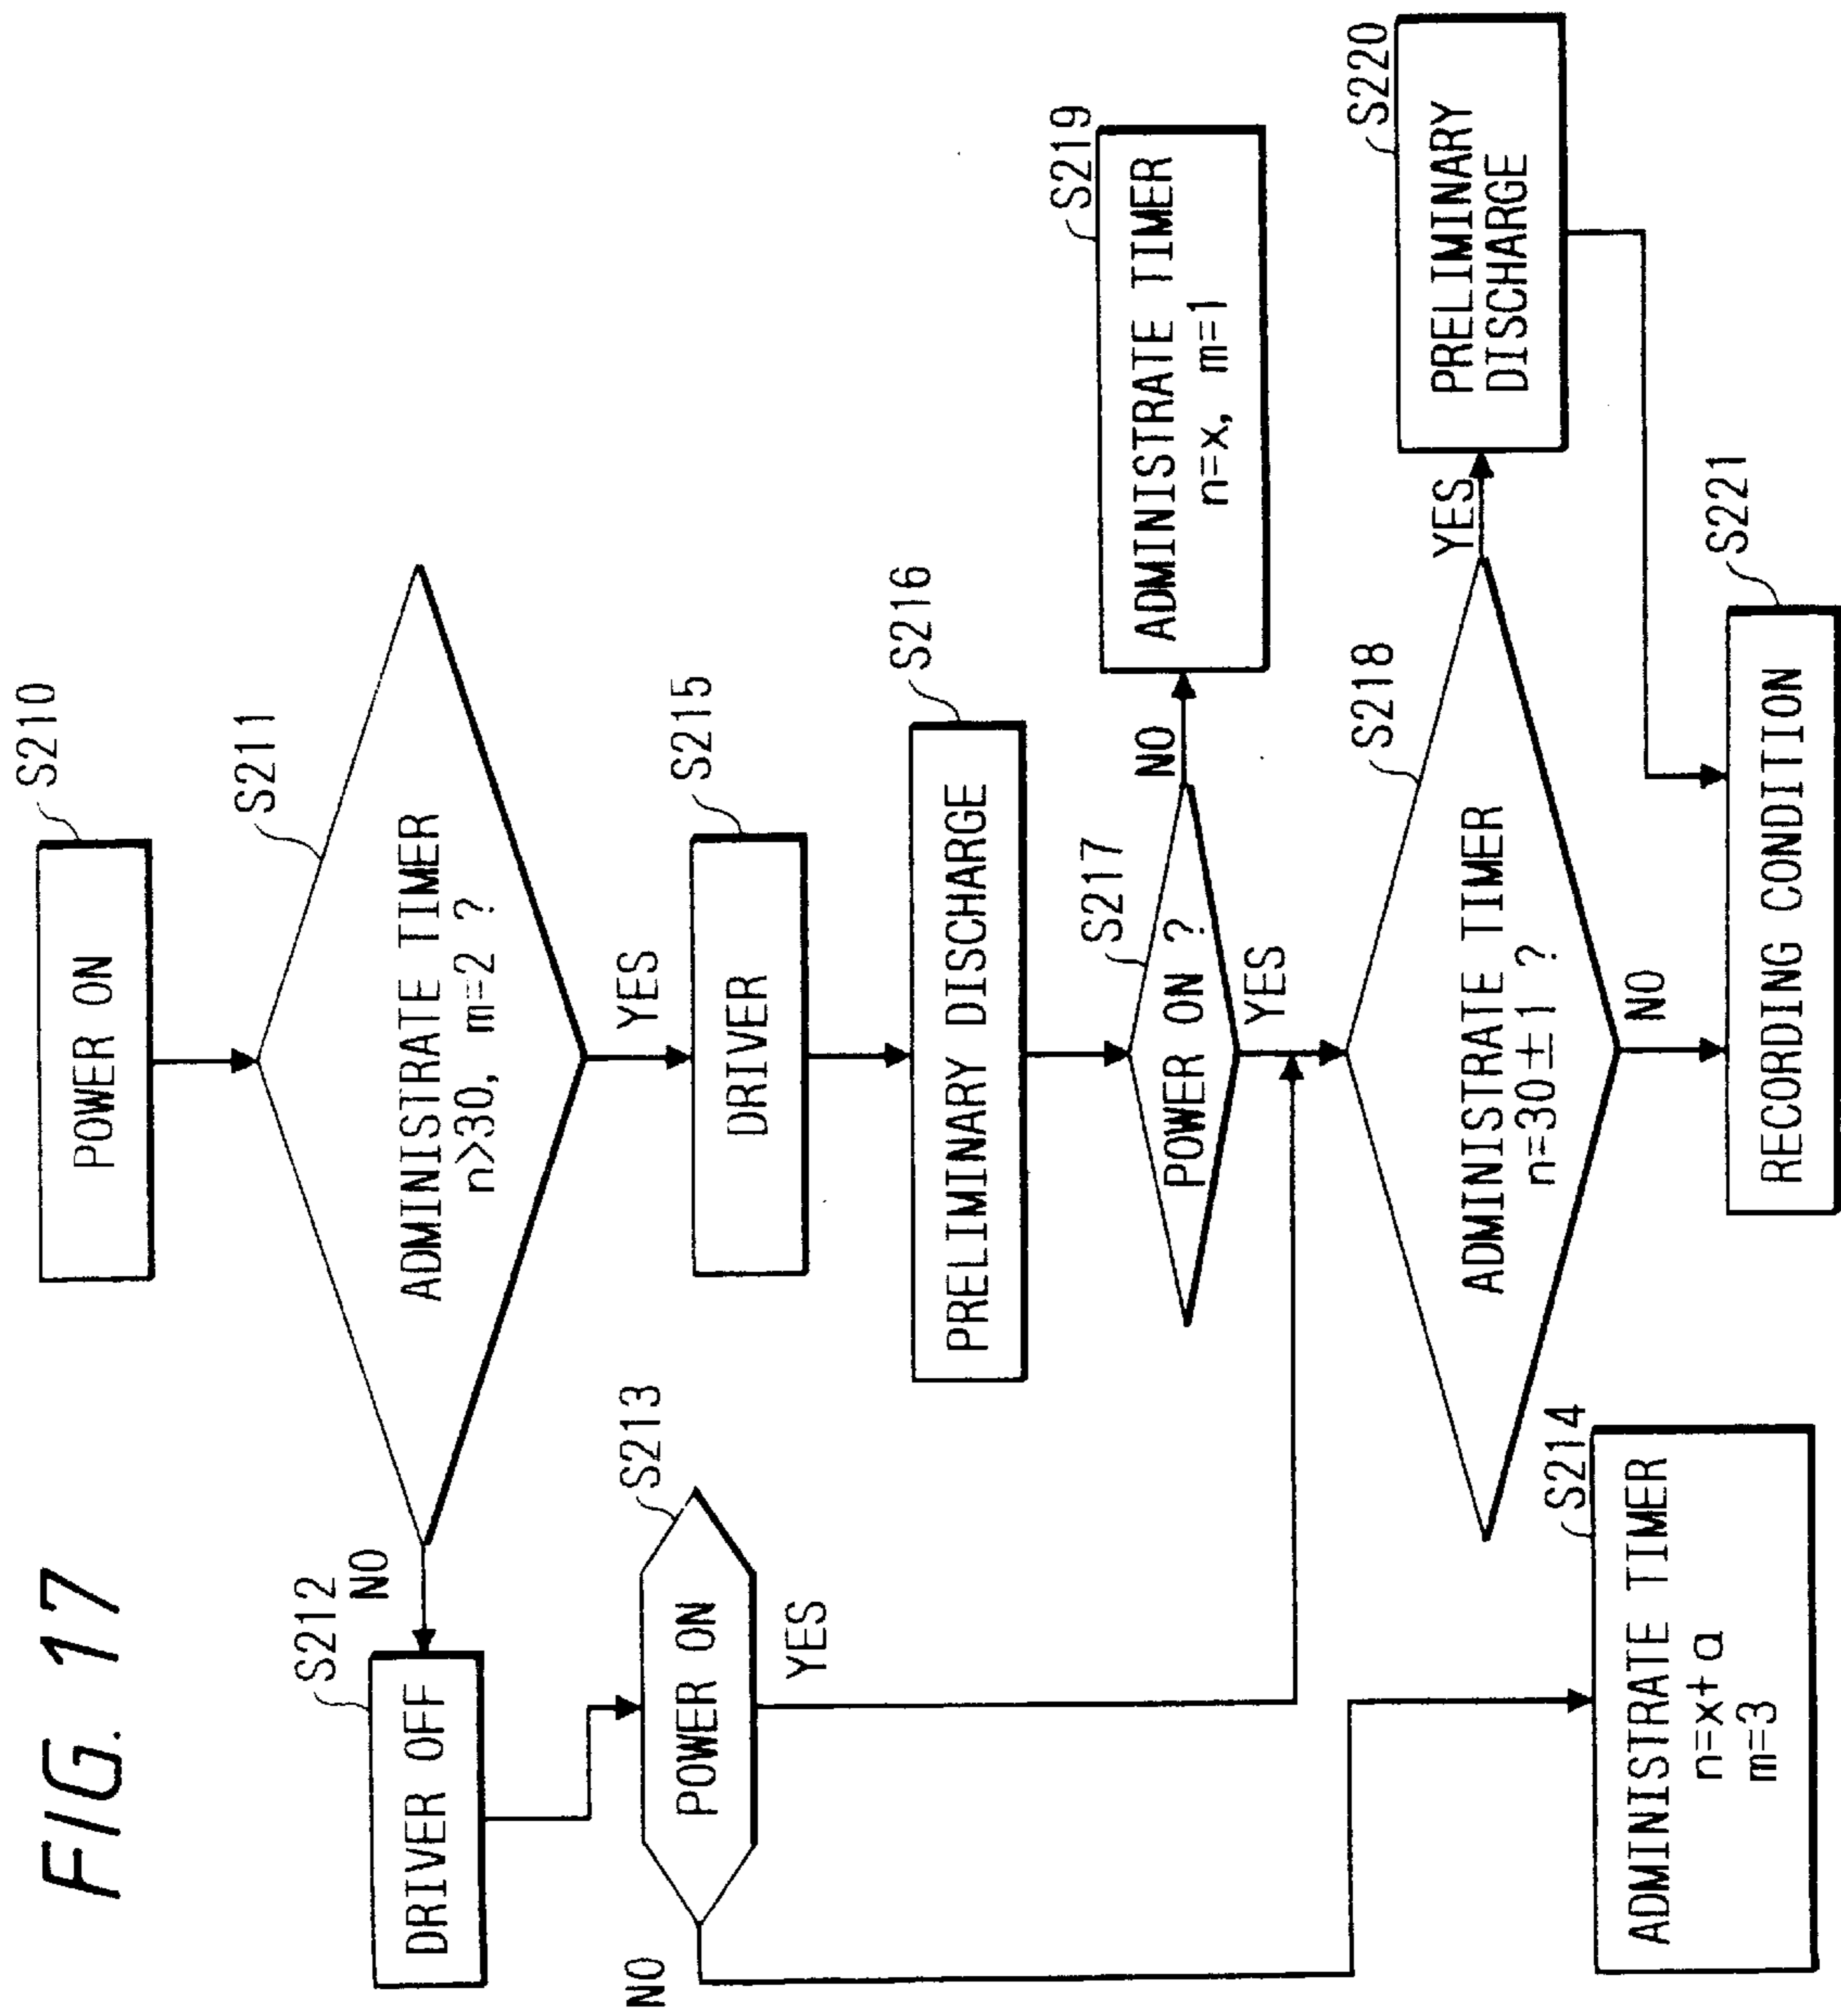 FIG. 17
S210
POWER ON
S211
ADMINISTRATE TIMER
n>30, m=2 ?
NO
YES
S212
DRIVER OFF
S213
POWER ON
NO
YES
S214
ADMINISTRATE TIMER
n=x+a
m=3
S215
DRIVER
S216
PRELIMINARY DISCHARGE
S217
POWER ON ?
NO
YES
S219
ADMINISTRATE TIMER
n=x, m=1
S218
ADMINISTRATE TIMER
n=30±1 ?
YES
NO
S220
PRELIMINARY
DISCHARGE
S221
RECORDING CONDITION